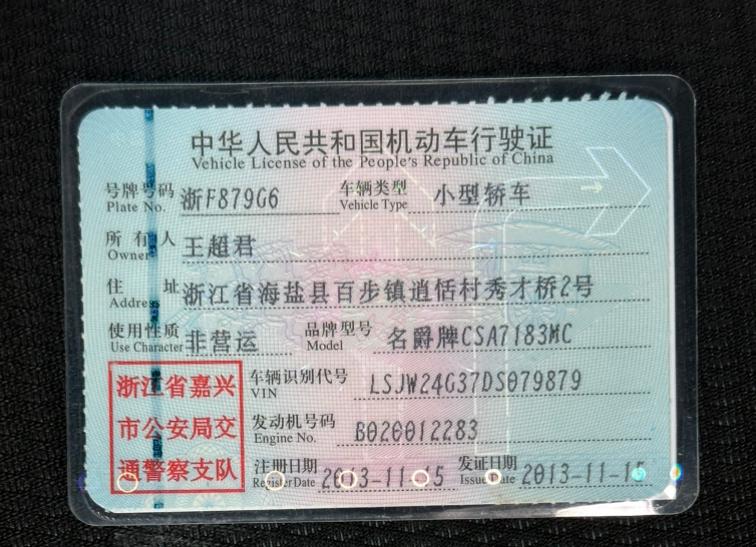 中华人民共和国机动车行驶证
Vehicle License of the People's Republic of China
号牌号码 浙F879G6 车辆类型 小型轿车
Plate No. Vehicle Type
所有人 王超君
Owner
住址 浙江省海盐县百步镇逍恬村秀才桥2号
Address
使用性质 非营运 品牌型号 名爵牌CSA7183MC
Use Character Model
浙江省嘉兴 车辆识别代号 LSJW24G37DS079879
VIN
市公安局交 发动机号码 B020012283
Engine No.
通警察支队 注册日期 2013-11-15 发证日期 2013-11-15
Register Date Issue Date